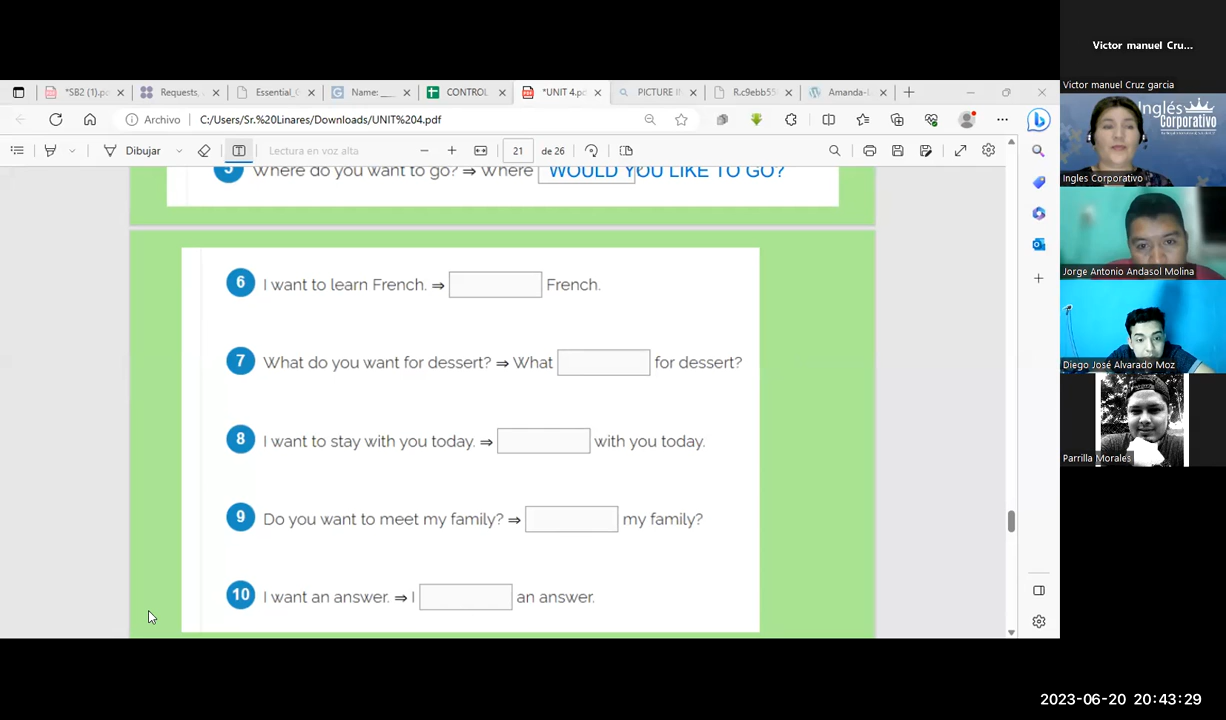 Victor manuel Cru...
Victor manuel Cruz garcia
*SB2 (1).p
Requests,
Essential_
Name: ____
CONTROL
*UNIT 4.p
PICTURE I
R.c9ebb55
Amanda-L
Archivo
C:/Users/Sr.%20Linares/Downloads/UNIT%204.pdf
Dibujar
Lectura en voz alta
21
de 26
Inglés
Corporativo
Ingles Corporativo
Where do you want to go? ⇒ Where WOULD YOU LIKE TO GO?
6 I want to learn French. ⇒ French.
7 What do you want for dessert? ⇒ What for dessert?
8 I want to stay with you today. ⇒ with you today.
9 Do you want to meet my family? ⇒ my family?
10 I want an answer. ⇒ I an answer.
Jorge Antonio Andasol Molina
Diego José Alvarado Moz
Parrilla Morales
2023-06-20 20:43:29